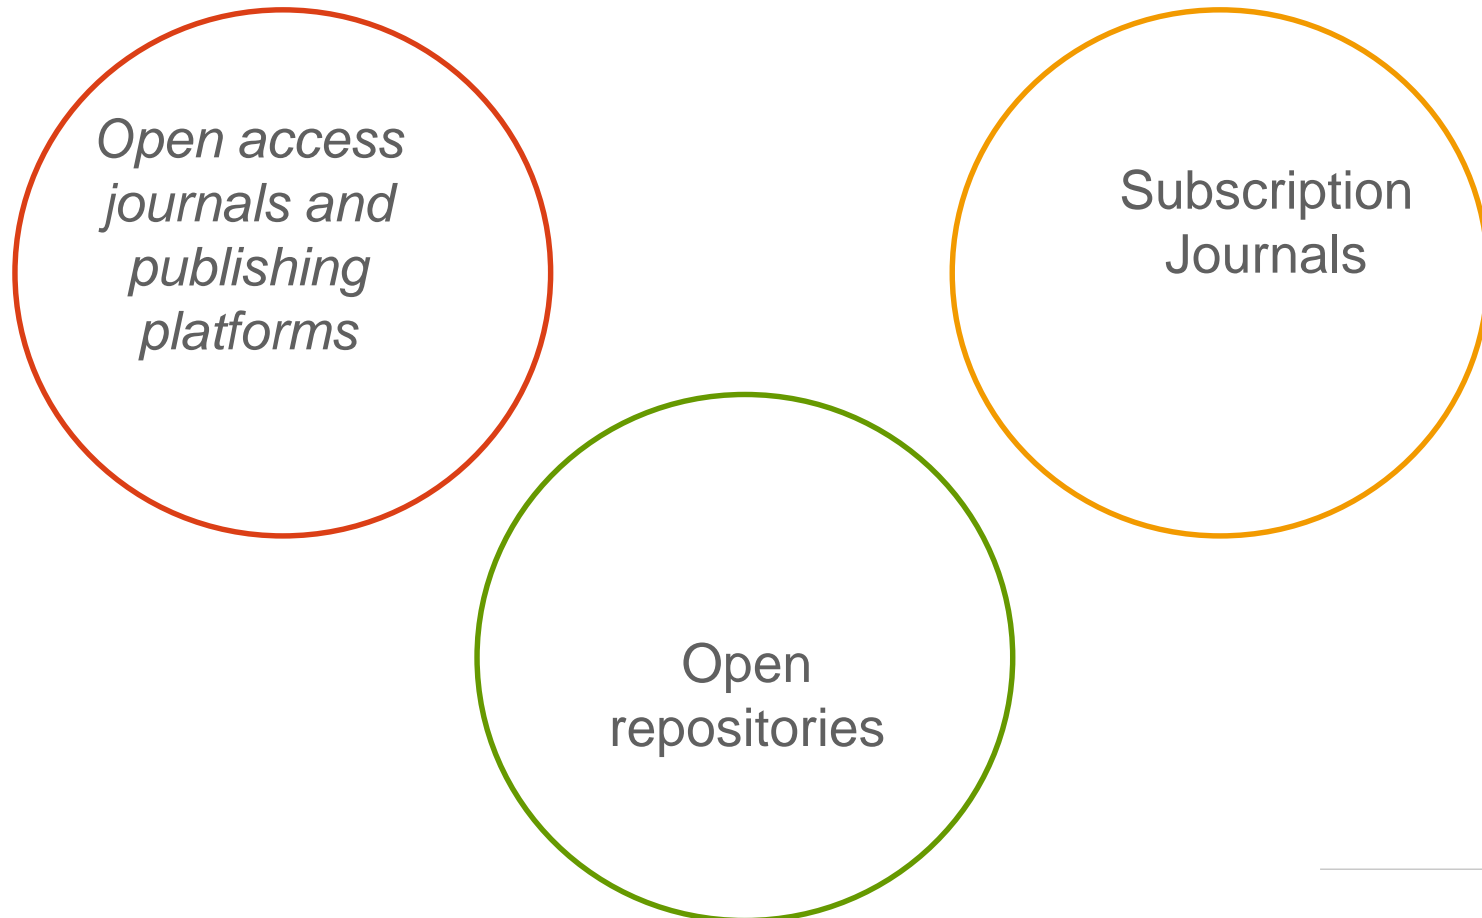 Open access
journals and
publishing
platforms
Subscription
Journals
Open
repositories